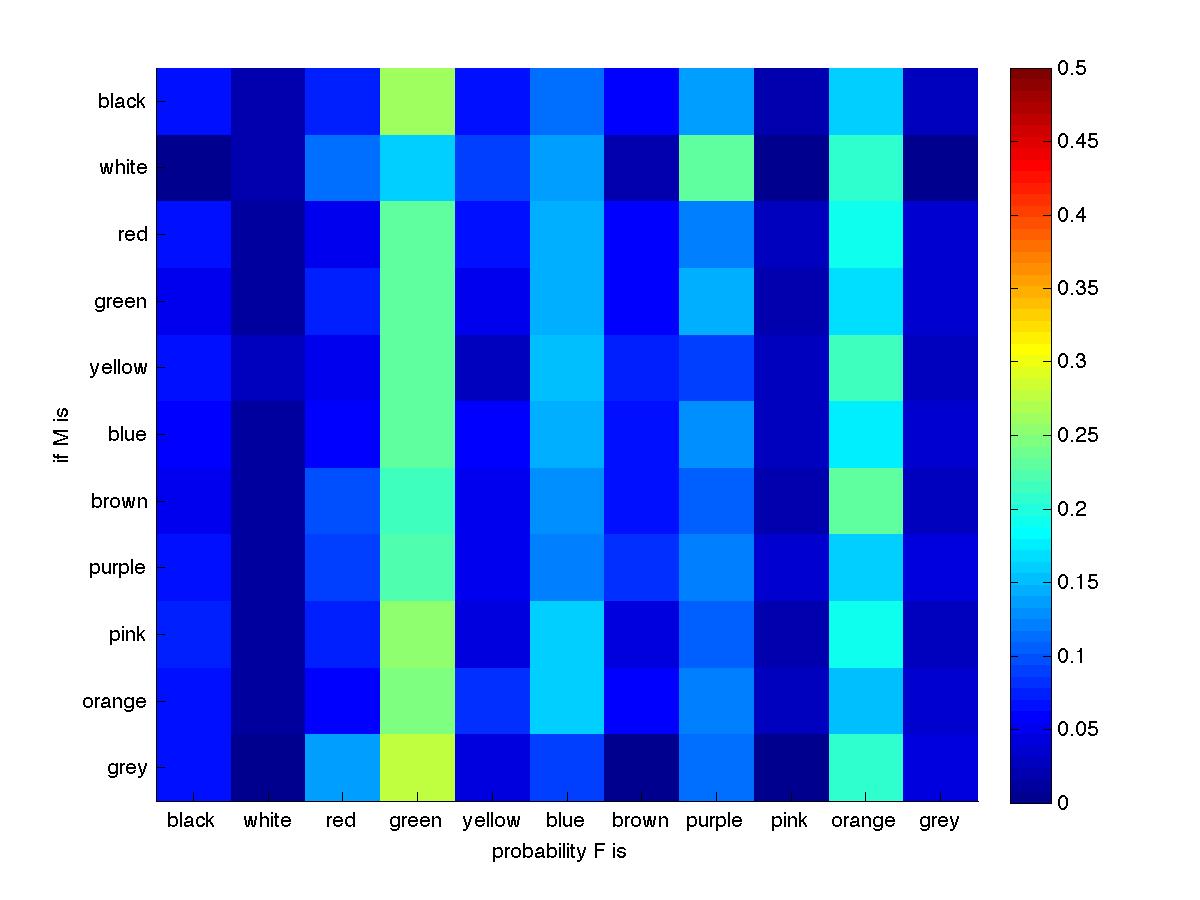 black
white
red
green
yellow
blue
brown
purple
pink
orange
grey
if M is
black white red green yellow blue brown purple pink orange grey
probability F is
0.5
0.45
0.4
0.35
0.3
0.25
0.2
0.15
0.1
0.05
0